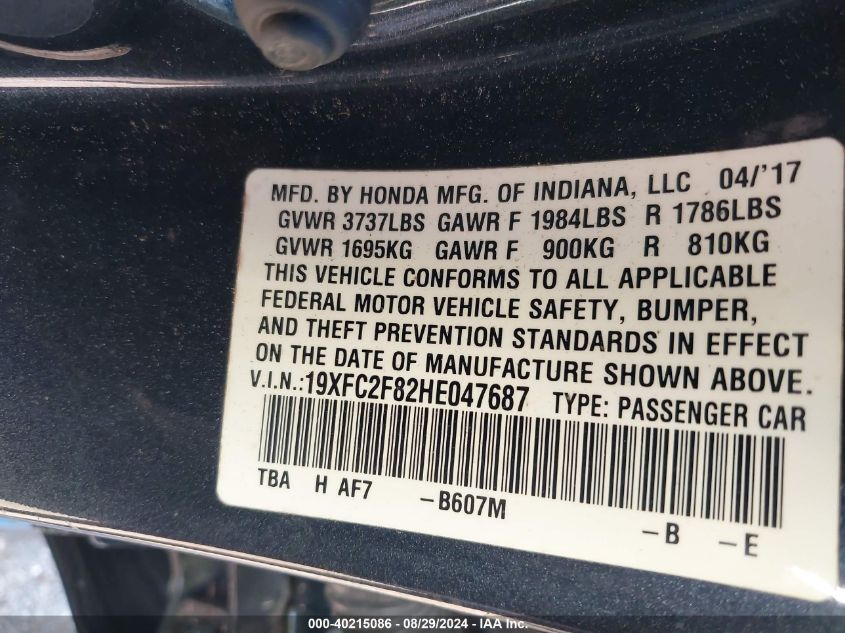 MFD. BY HONDA MFG. OF INDIANA, LLC 04/'17
GVWR 3737LBS GAWR F 1984LBS R 1786LBS
GVWR 1695KG GAWR F 900KG R 810KG
THIS VEHICLE CONFORMS TO ALL APPLICABLE
FEDERAL MOTOR VEHICLE SAFETY, BUMPER,
AND THEFT PREVENTION STANDARDS IN EFFECT
ON THE DATE OF MANUFACTURE SHOWN ABOVE.
V.I.N.:19XFC2F82HE047687 TYPE: PASSENGER CAR
TBA H AF7 -B607M -B -E
000-40215086 - 08/29/2024 - IAA Inc.